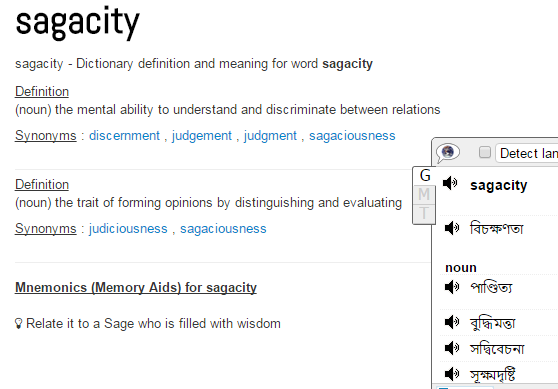 sagacity
sagacity - Dictionary definition and meaning for word sagacity
Definition
(noun) the mental ability to understand and discriminate between relations
Synonyms : discernment , judgement , judgment , sagaciousness
Definition
(noun) the trait of forming opinions by distinguishing and evaluating
Synonyms : judiciousness , sagaciousness
Mnemonics (Memory Aids) for sagacity
Relate it to a Sage who is filled with wisdom
Detect lan
G
M
T
sagacity
বিচক্ষণতা
noun
পাণ্ডিত্য
বুদ্ধিমত্তা
সদ্বিবেচনা
সূক্ষ্মদৃষ্টি